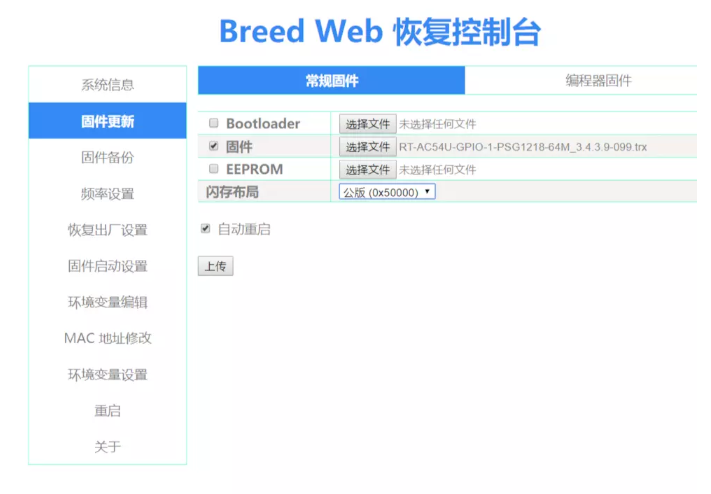 Breed Web 恢复控制台
系统信息
固件更新
固件备份
频率设置
恢复出厂设置
固件启动设置
环境变量编辑
MAC 地址修改
环境变量设置
重启
关于
常规固件 编程器固件
Bootloader 选择文件 未选择任何文件
固件 选择文件 RT-AC54U-GPIO-1-PSG1218-64M_3.4.3.9-099.trx
EEPROM 选择文件 未选择任何文件
闪存布局 公版 (0x50000)
自动重启
上传